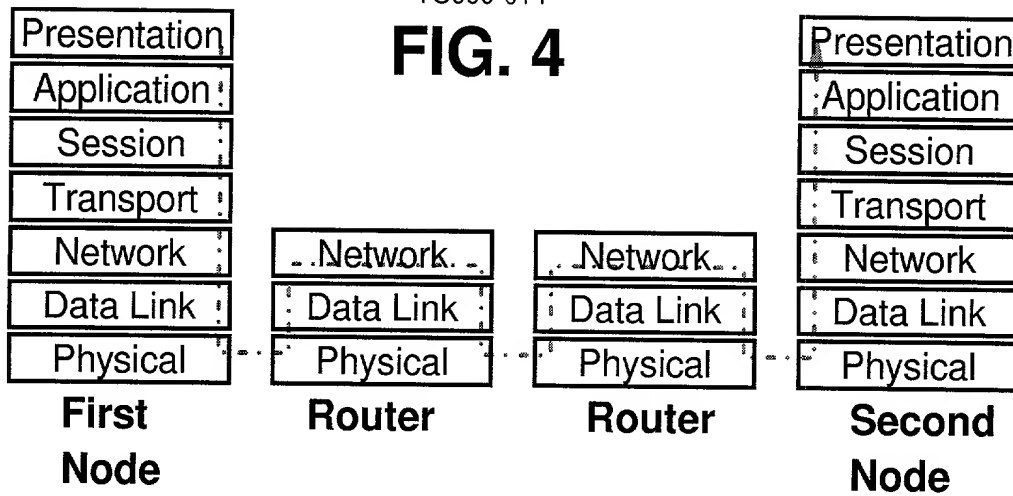 FIG. 4
Presentation
Application
Session
Transport
Network
Data Link
Physical
First
Node
Network
Data Link
Physical
Router
Network
Data Link
Physical
Router
Presentation
Application
Session
Transport
Network
Data Link
Physical
Second
Node